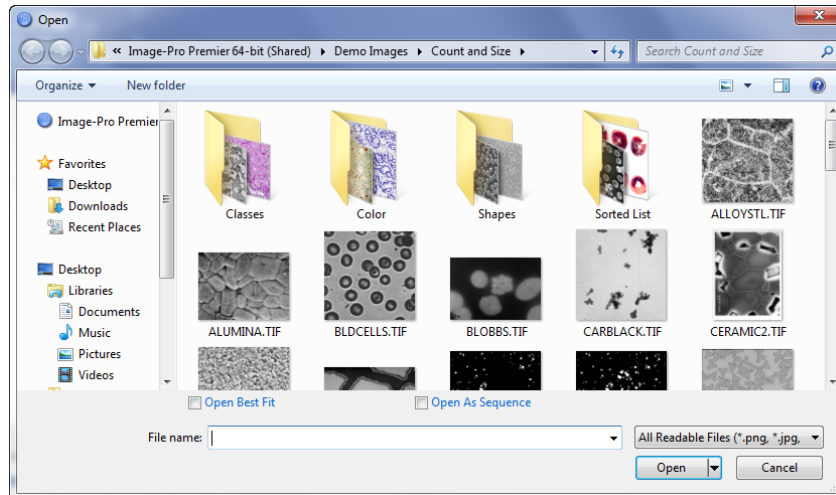 Open
« Image-Pro Premier 64-bit (Shared) ▸ Demo Images ▸ Count and Size ▸
Search Count and Size
Organize ▾ New folder
Image-Pro Premier
Favorites
Desktop
Downloads
Recent Places
Desktop
Libraries
Documents
Music
Pictures
Videos
Classes Color Shapes Sorted List ALLOYSTL.TIF
ALUMINA.TIF BLDCELLS.TIF BLOBBS.TIF CARBLACK.TIF CERAMIC2.TIF
Open Best Fit Open As Sequence
File name: All Readable Files (*.png, *.jpg,
Open Cancel